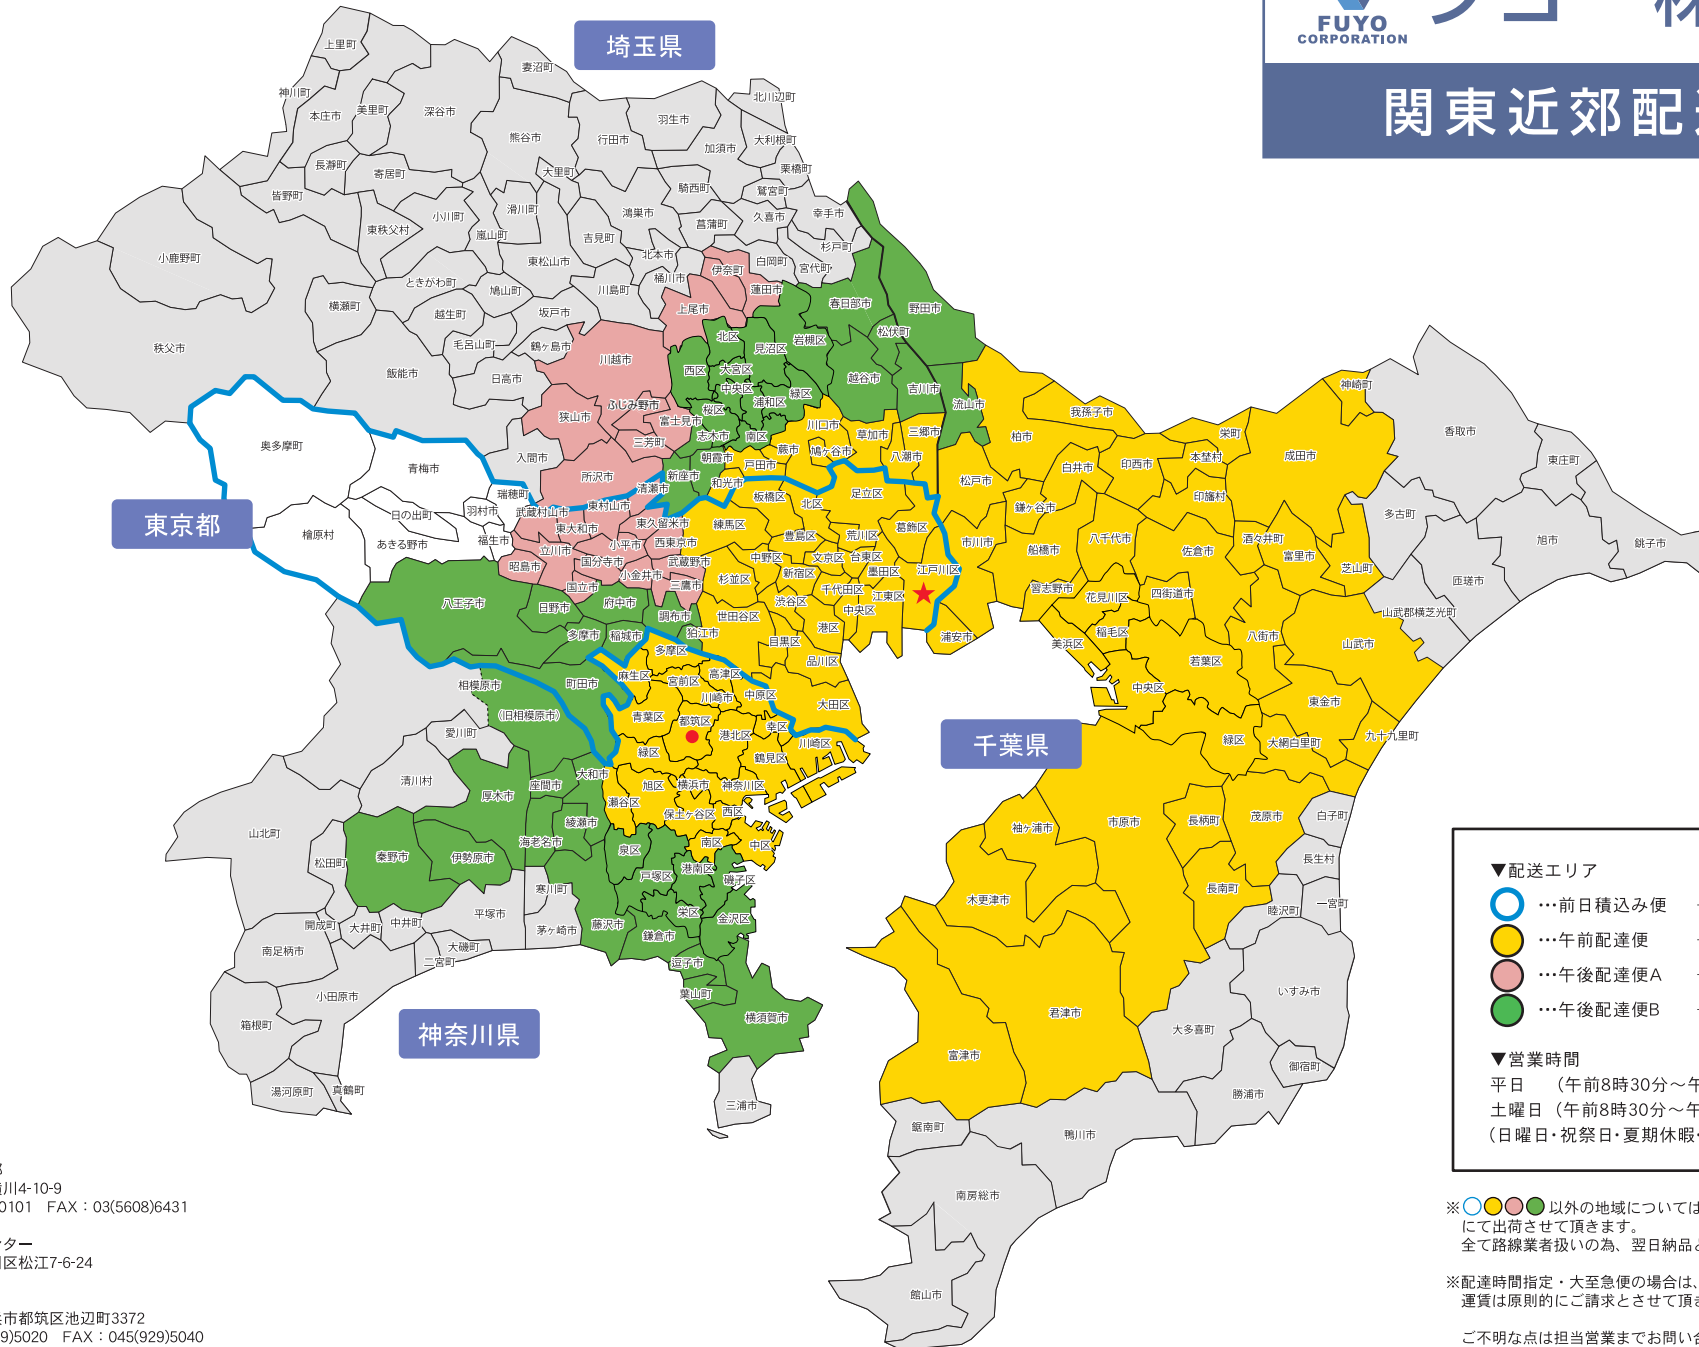 FUYO
CORPORATION
フヨー株
関東近郊配送
埼玉県
上里町
妻沼町
神川町
本庄市
美里町
深谷市
熊谷市
行田市
羽生市
北川辺町
加須市
大利根町
栗橋町
長瀞町
寄居町
大里町
騎西町
鷲宮町
皆野町
小川町
滑川町
鴻巣市
菖蒲町
久喜市
幸手市
東秩父村
嵐山町
吉見町
杉戸町
小鹿野町
東松山市
北本市
白岡町
宮代町
ときがわ町
鳩山町
川島町
桶川市
伊奈町
蓮田市
横瀬町
越生町
坂戸市
上尾市
春日部市
野田市
秩父市
毛呂山町
鶴ヶ島市
川越市
北区
見沼区
岩槻区
松伏町
飯能市
日高市
西区
大宮区
越谷市
吉川市
中央区
緑区
狭山市
ふじみ野市
桜区
浦和区
流山市
富士見市
志木市
南区
川口市
草加市
三郷市
三芳町
入間市
所沢市
新座市
朝霞市
和光市
戸田市
蕨市
鳩ヶ谷市
八潮市
東京都
奥多摩町
青梅市
瑞穂町
羽村市
日の出町
檜原村
あきる野市
福生市
武蔵村山市
東村山市
清瀬市
東大和市
東久留米市
立川市
小平市
西東京市
昭島市
国分寺市
武蔵野市
小金井市
国立市
三鷹市
八王子市
日野市
府中市
調布市
多摩市
稲城市
狛江市
町田市
板橋区
北区
足立区
練馬区
豊島区
荒川区
葛飾区
中野区
文京区
台東区
杉並区
新宿区
墨田区
江戸川区
千代田区
江東区
渋谷区
中央区
世田谷区
港区
目黒区
品川区
大田区
千葉県
神崎町
我孫子市
柏市
栄町
成田市
香取市
白井市
印西市
本埜村
東庄町
松戸市
鎌ヶ谷市
印旛村
多古町
市川市
船橋市
八千代市
佐倉市
酒々井町
富里市
旭市
銚子市
芝山町
匝瑳市
習志野市
花見川区
四街道市
山武郡横芝光町
浦安市
美浜区
稲毛区
若葉区
八街市
山武市
中央区
東金市
緑区
大網白里町
九十九里町
袖ヶ浦市
市原市
長柄町
茂原市
白子町
長生村
木更津市
長南町
睦沢町
一宮町
いすみ市
君津市
富津市
大多喜町
御宿町
勝浦市
鋸南町
鴨川市
南房総市
館山市
神奈川県
多摩区
麻生区
宮前区
高津区
川崎市
中原区
相模原市
(旧相模原市)
青葉区
都筑区
港北区
幸区
川崎区
愛川町
緑区
鶴見区
清川村
厚木市
座間市
大和市
旭区
横浜市
神奈川区
瀬谷区
保土ヶ谷区
西区
綾瀬市
海老名市
山北町
松田町
秦野市
伊勢原市
泉区
南区
中区
港南区
戸塚区
磯子区
寒川町
平塚市
栄区
金沢区
開成町
大井町
中井町
茅ヶ崎市
藤沢市
鎌倉市
南足柄市
大磯町
二宮町
逗子市
葉山町
小田原市
横須賀市
箱根町
湯河原町
真鶴町
三浦市
▼配送エリア
…前日積込み便
…午前配達便
…午後配達便A
…午後配達便B
▼営業時間
平日 (午前8時30分〜午
土曜日 (午前8時30分〜午
(日曜日・祝祭日・夏期休暇・
※ 以外の地域については
にて出荷させて頂きます。
全て路線業者扱いの為、翌日納品と
※配達時間指定・大至急便の場合は、
運賃は原則的にご請求とさせて頂き
ご不明な点は担当営業までお問い合
川4-10-9
0101 FAX：03(5608)6431
ター
区松江7-6-24
市都筑区池辺町3372
9)5020 FAX：045(929)5040